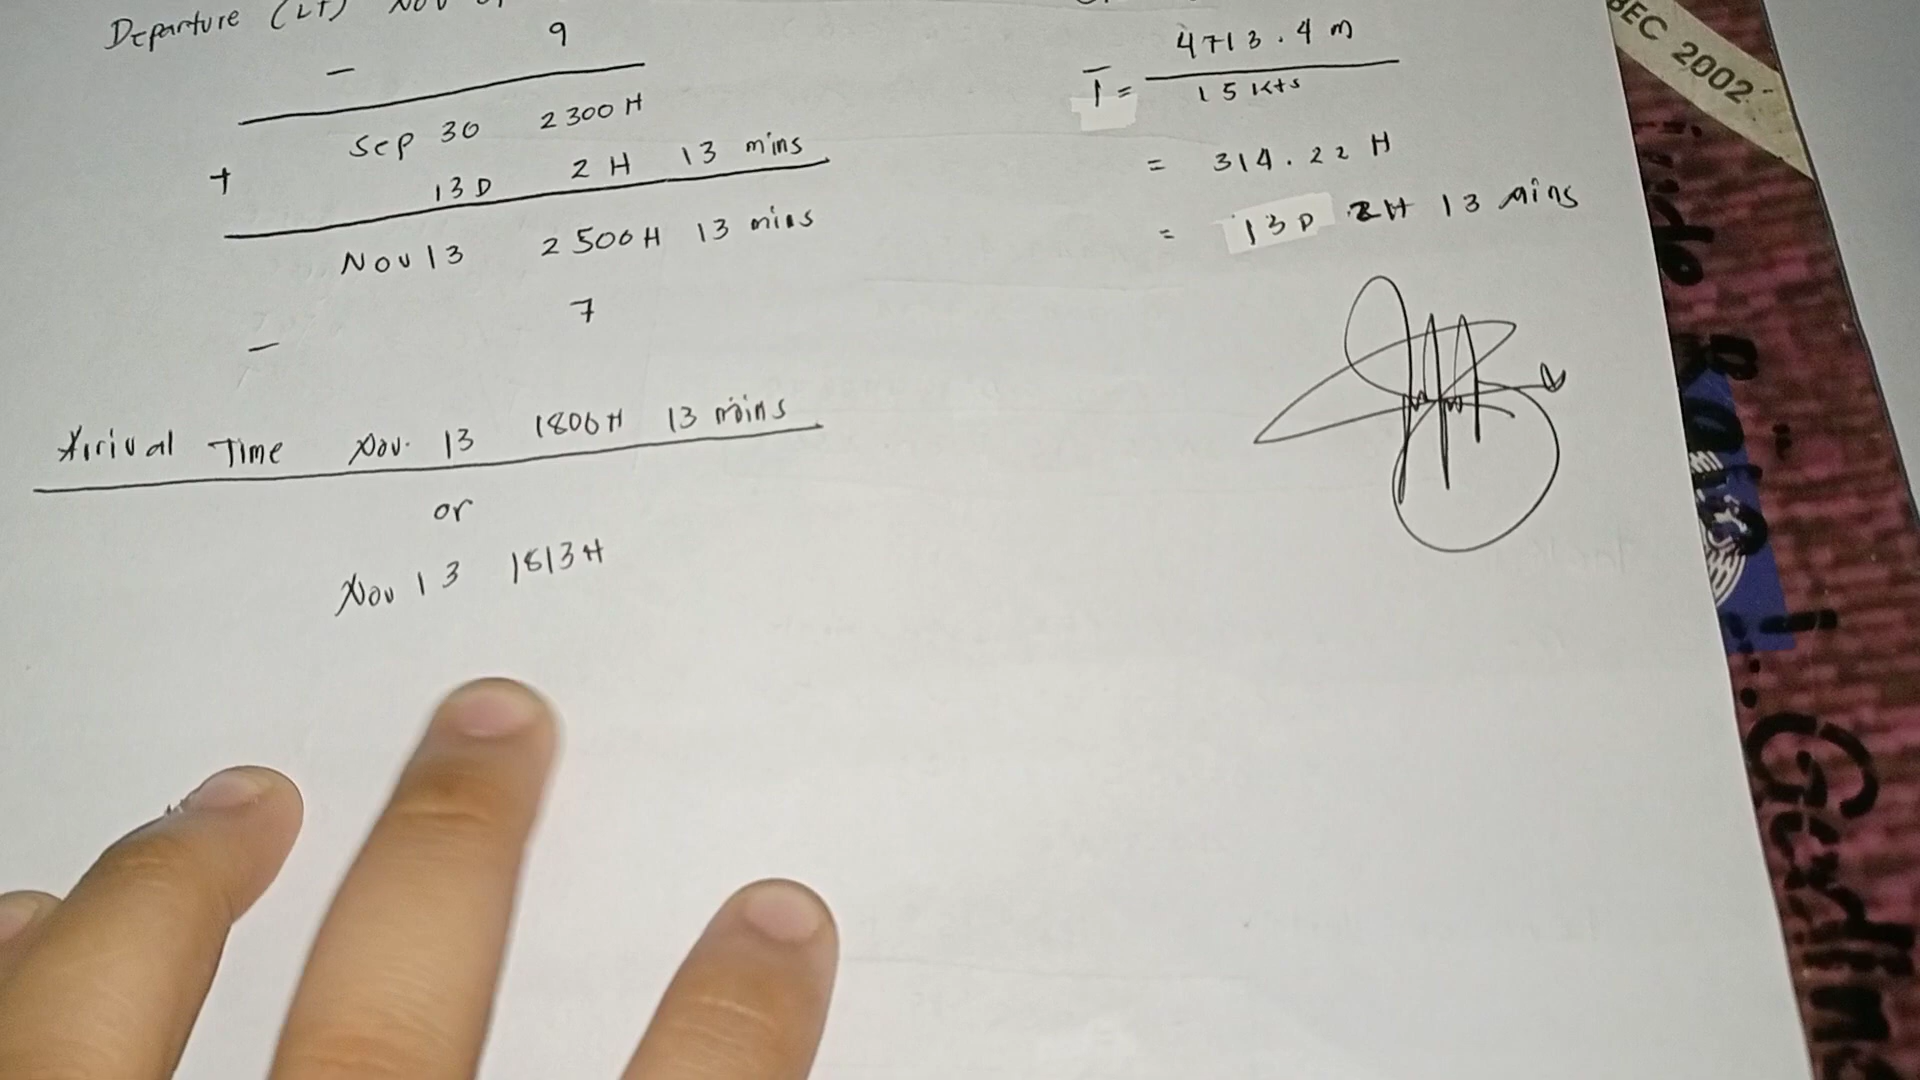 Departure (LT) Nov
- 9
Sep 30 2300H
+ 13D 2H 13 mins
Nov 13 2500H 13 mins
- 7
Arrival Time Nov. 13 1800H 13 mins
or
Nov 13 1813H
T = 4713.4 m
15 kts
= 314.22 H
= 13D 2H 13 mins
BEC 2002